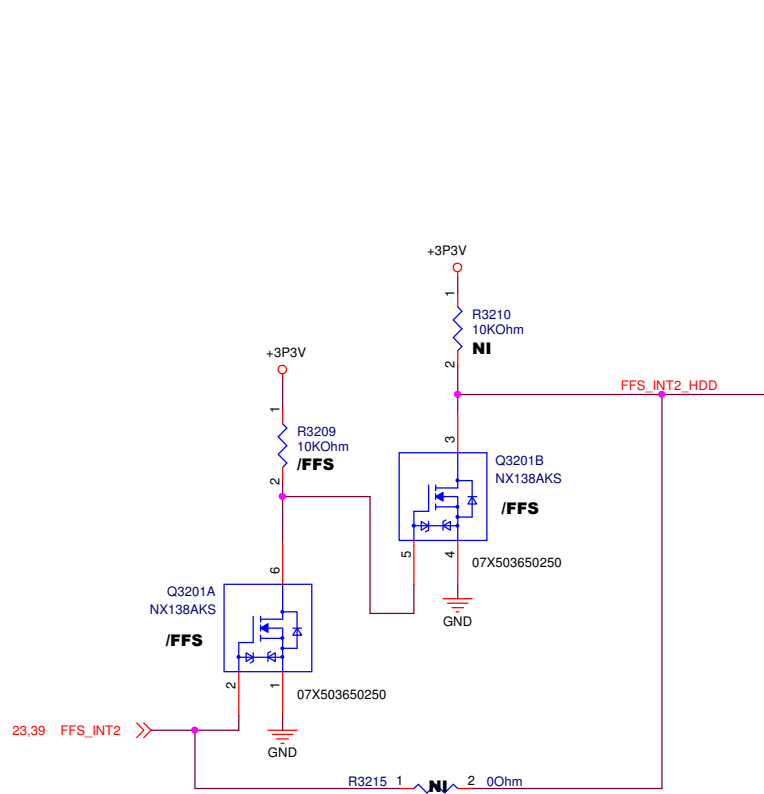 +3P3V
1
R3210
10KOhm
NI
2
+3P3V
FFS_INT2_HDD
1
R3209
10KOhm
/FFS
2
3
Q3201B
NX138AKS
/FFS
5
4
07X503650250
GND
6
Q3201A
NX138AKS
/FFS
2
1
07X503650250
23,39 FFS_INT2
GND
R3215 1 NI 2 0Ohm